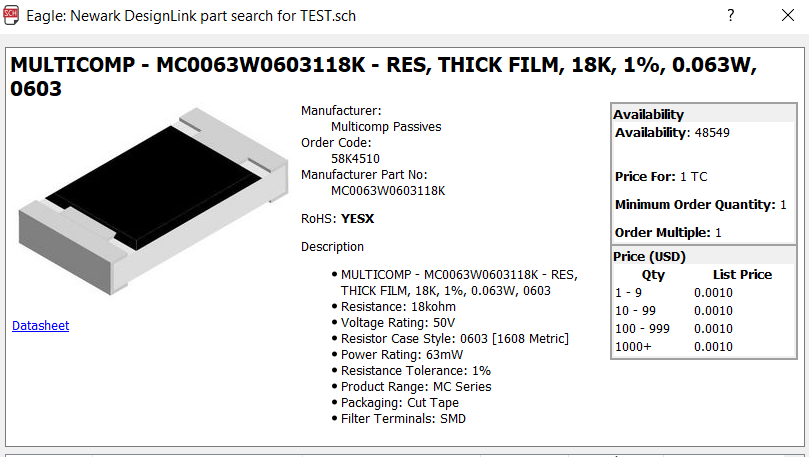 SCH
Eagle: Newark DesignLink part search for TEST.sch
?
MULTICOMP - MC0063W0603118K - RES, THICK FILM, 18K, 1%, 0.063W,
0603
Manufacturer:
Multicomp Passives
Order Code:
58K4510
Manufacturer Part No:
MC0063W0603118K
RoHS: YESX
Description
• MULTICOMP - MC0063W0603118K - RES,
THICK FILM, 18K, 1%, 0.063W, 0603
• Resistance: 18kohm
• Voltage Rating: 50V
• Resistor Case Style: 0603 [1608 Metric]
• Power Rating: 63mW
• Resistance Tolerance: 1%
• Product Range: MC Series
• Packaging: Cut Tape
• Filter Terminals: SMD
Datasheet
Availability
Availability: 48549
Price For: 1 TC
Minimum Order Quantity: 1
Order Multiple: 1
Price (USD)
Qty List Price
1 - 9 0.0010
10 - 99 0.0010
100 - 999 0.0010
1000+ 0.0010